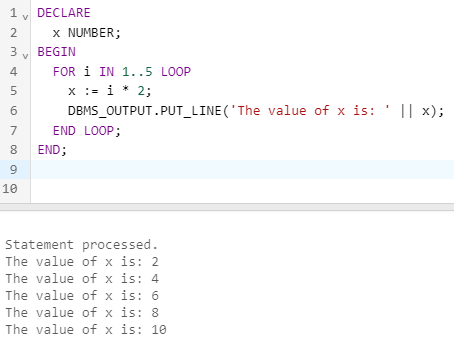 1 DECLARE
2   x NUMBER;
3 BEGIN
4   FOR i IN 1..5 LOOP
5     x := i * 2;
6     DBMS_OUTPUT.PUT_LINE('The value of x is: ' || x);
7   END LOOP;
8 END;
9
10
Statement processed.
The value of x is: 2
The value of x is: 4
The value of x is: 6
The value of x is: 8
The value of x is: 10